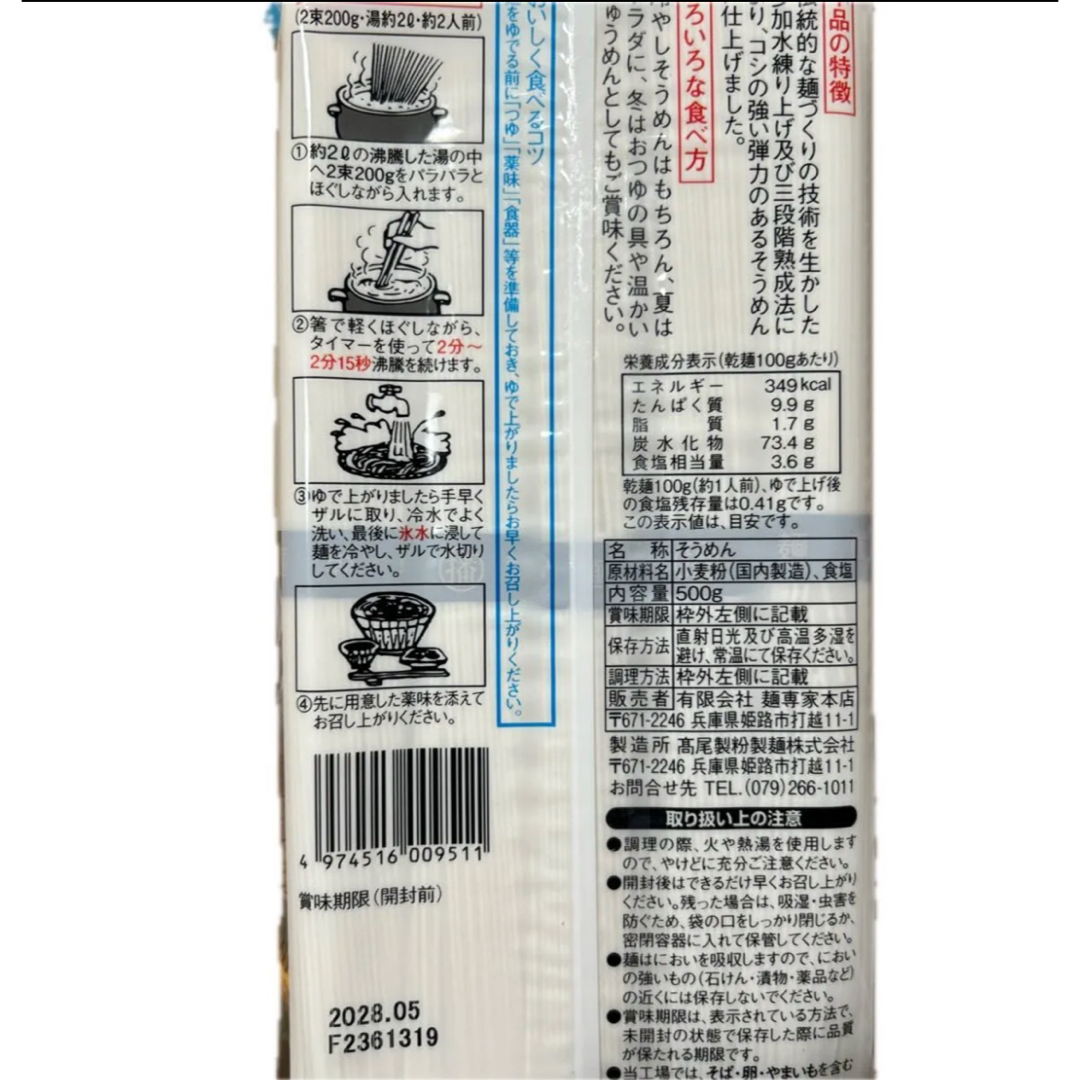 (2束200g・湯約2ℓ・約2人前)
①約2ℓの沸騰した湯の中
へ2束200gをバラバラと
ほぐしながら入れます。
②箸で軽くほぐしながら、
タイマーを使って2分〜
2分15秒沸騰を続けます。
③ゆで上がりましたら手早く
ザルに取り、冷水でよく
洗い、最後に氷水に浸して
麺を冷やし、ザルで水切り
してください。
④先に用意した薬味を添えて
お召し上がりください。
4 974516 009511
賞味期限(開封前)
2028.05
F2361319
おいしく食べるコツ
をゆでる前に「つゆ」「薬味」「食器」等を準備しておき、ゆで上がりましたらお早くお召し上がりください。
品の特徴
伝統的な麺づくりの技術を生かした
多加水練り上げ及び三段階熟成法に
り、コシの強い弾力のあるそうめん
仕上げました。
ろいろな食べ方
冷やしそうめんはもちろん、夏は
ラダに、冬はおつゆの具や温かい
ゅうめんとしてもご賞味ください。
栄養成分表示(乾麺100gあたり)
エネルギー 349kcal
たんぱく質 9.9g
脂質 1.7g
炭水化物 73.4g
食塩相当量 3.6g
乾麺100g(約1人前)、ゆで上げ後
の食塩残存量は0.41gです。
この表示値は、目安です。
名称 そうめん
原材料名 小麦粉(国内製造)、食塩
内容量 500g
賞味期限 枠外左側に記載
保存方法 直射日光及び高温多湿を
避け、常温にて保存ください。
調理方法 枠外左側に記載
販売者 有限会社 麺専家本店
〒671-2246 兵庫県姫路市打越11-1
製造所 髙尾製粉製麺株式会社
〒671-2246 兵庫県姫路市打越11-1
お問合せ先 TEL.(079)266-1011
取り扱い上の注意
●調理の際、火や熱湯を使用します
ので、やけどに充分ご注意ください。
●開封後はできるだけ早くお召し上がり
ください。残った場合は、吸湿・虫害を
防ぐため、袋の口をしっかり閉じるか、
密閉容器に入れて保管してください。
●麺はにおいを吸収しますので、におい
の強いもの(石けん・漬物・薬品など)
の近くには保存しないでください。
●賞味期限は、表示されている方法で、
未開封の状態で保存した際に品質
が保たれる期限です。
●当工場では、そば・卵・やまいもを含む